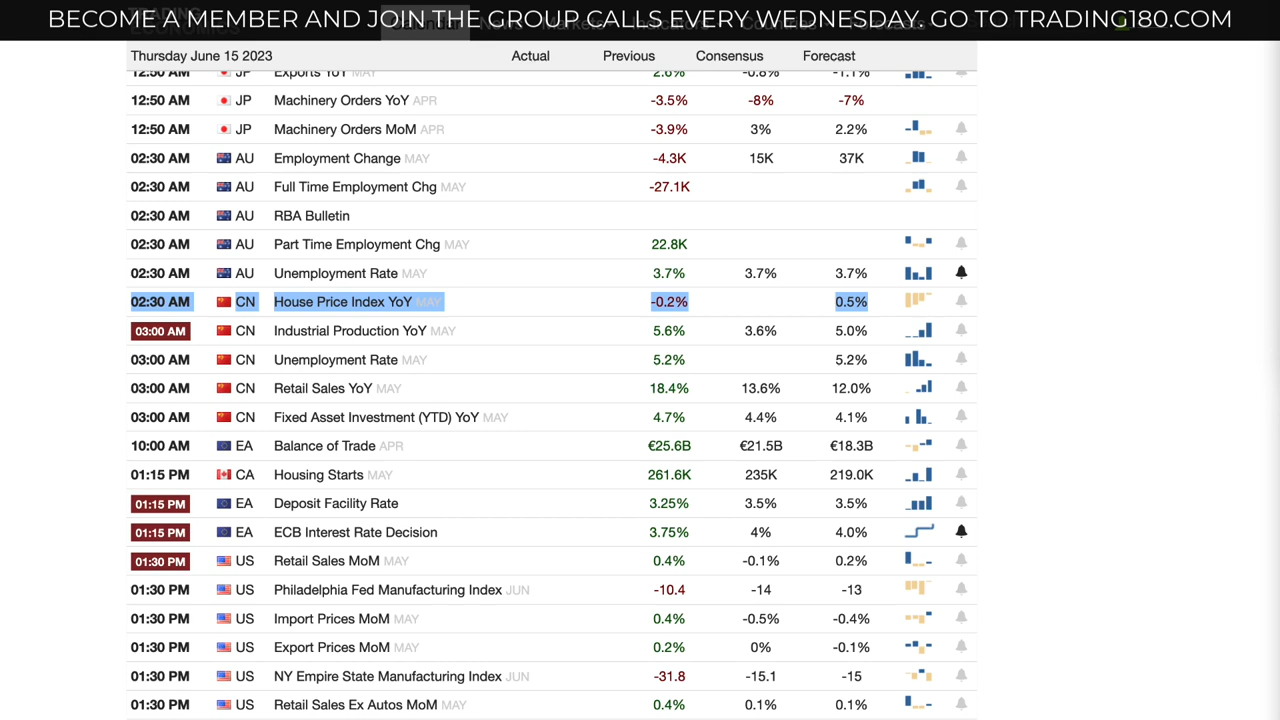 BECOME A MEMBER AND JOIN THE GROUP CALLS EVERY WEDNESDAY. GO TO TRADING180.COM
Thursday June 15 2023 Actual Previous Consensus Forecast
12:50 AM JP Exports YoY MAY 2.6% -0.8% -1.1%
12:50 AM JP Machinery Orders YoY APR -3.5% -8% -7%
12:50 AM JP Machinery Orders MoM APR -3.9% 3% 2.2%
02:30 AM AU Employment Change MAY -4.3K 15K 37K
02:30 AM AU Full Time Employment Chg MAY -27.1K
02:30 AM AU RBA Bulletin
02:30 AM AU Part Time Employment Chg MAY 22.8K
02:30 AM AU Unemployment Rate MAY 3.7% 3.7% 3.7%
02:30 AM CN House Price Index YoY MAY -0.2% 0.5%
03:00 AM CN Industrial Production YoY MAY 5.6% 3.6% 5.0%
03:00 AM CN Unemployment Rate MAY 5.2% 5.2%
03:00 AM CN Retail Sales YoY MAY 18.4% 13.6% 12.0%
03:00 AM CN Fixed Asset Investment (YTD) YoY MAY 4.7% 4.4% 4.1%
10:00 AM EA Balance of Trade APR €25.6B €21.5B €18.3B
01:15 PM CA Housing Starts MAY 261.6K 235K 219.0K
01:15 PM EA Deposit Facility Rate 3.25% 3.5% 3.5%
01:15 PM EA ECB Interest Rate Decision 3.75% 4% 4.0%
01:30 PM US Retail Sales MoM MAY 0.4% -0.1% 0.2%
01:30 PM US Philadelphia Fed Manufacturing Index JUN -10.4 -14 -13
01:30 PM US Import Prices MoM MAY 0.4% -0.5% -0.4%
01:30 PM US Export Prices MoM MAY 0.2% 0% -0.1%
01:30 PM US NY Empire State Manufacturing Index JUN -31.8 -15.1 -15
01:30 PM US Retail Sales Ex Autos MoM MAY 0.4% 0.1% 0.1%